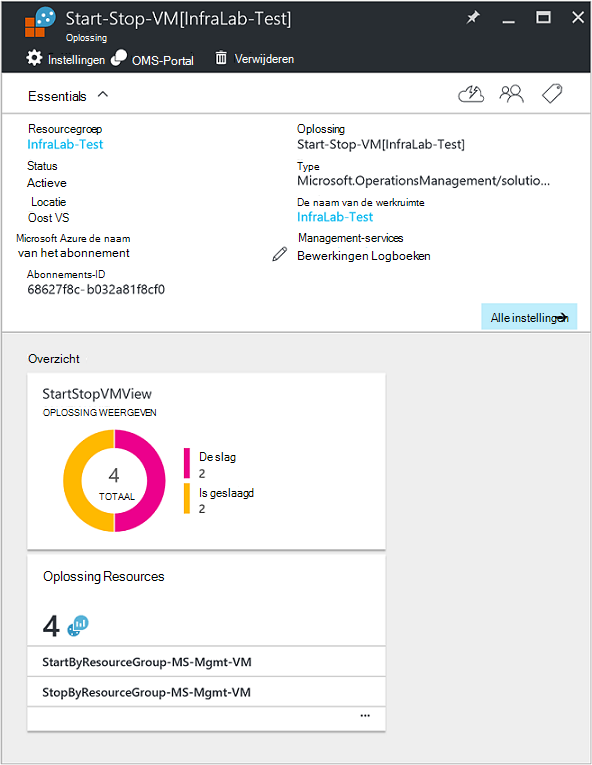 Start-Stop-VM[InfraLab-Test]
Oplossing
Instellingen OMS-Portal Verwijderen
Essentials
Resourcegroep
InfraLab-Test
Status
Actieve
Locatie
Oost VS
Microsoft Azure de naam
van het abonnement
Abonnements-ID
68627f8c-b032a81f8cf0
Oplossing
Start-Stop-VM[InfraLab-Test]
Type
Microsoft.OperationsManagement/solutio...
De naam van de werkruimte
InfraLab-Test
Management-services
Bewerkingen Logboeken
Alle instellingen
Overzicht
StartStopVMView
OPLOSSING WEERGEVEN
4
TOTAAL
De slag
2
Is geslaagd
2
Oplossing Resources
4
StartByResourceGroup-MS-Mgmt-VM
StopByResourceGroup-MS-Mgmt-VM
...